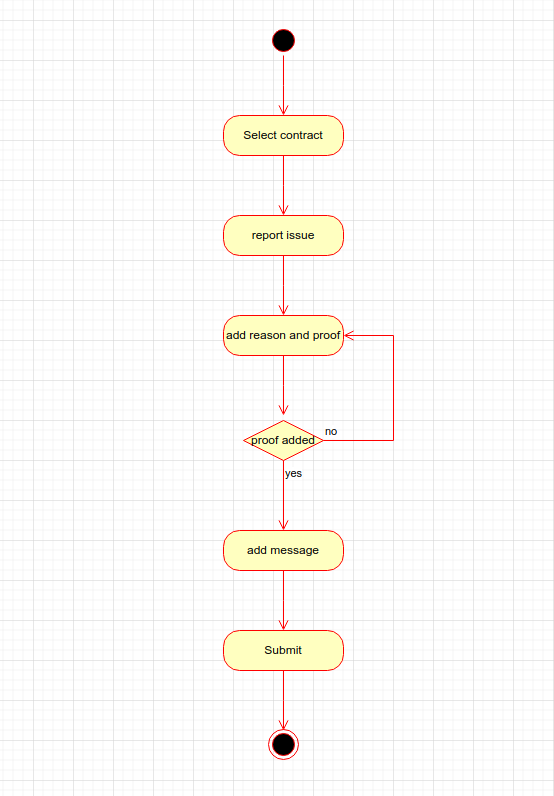 Select contract
report issue
add reason and proof
proof added
no
yes
add message
Submit